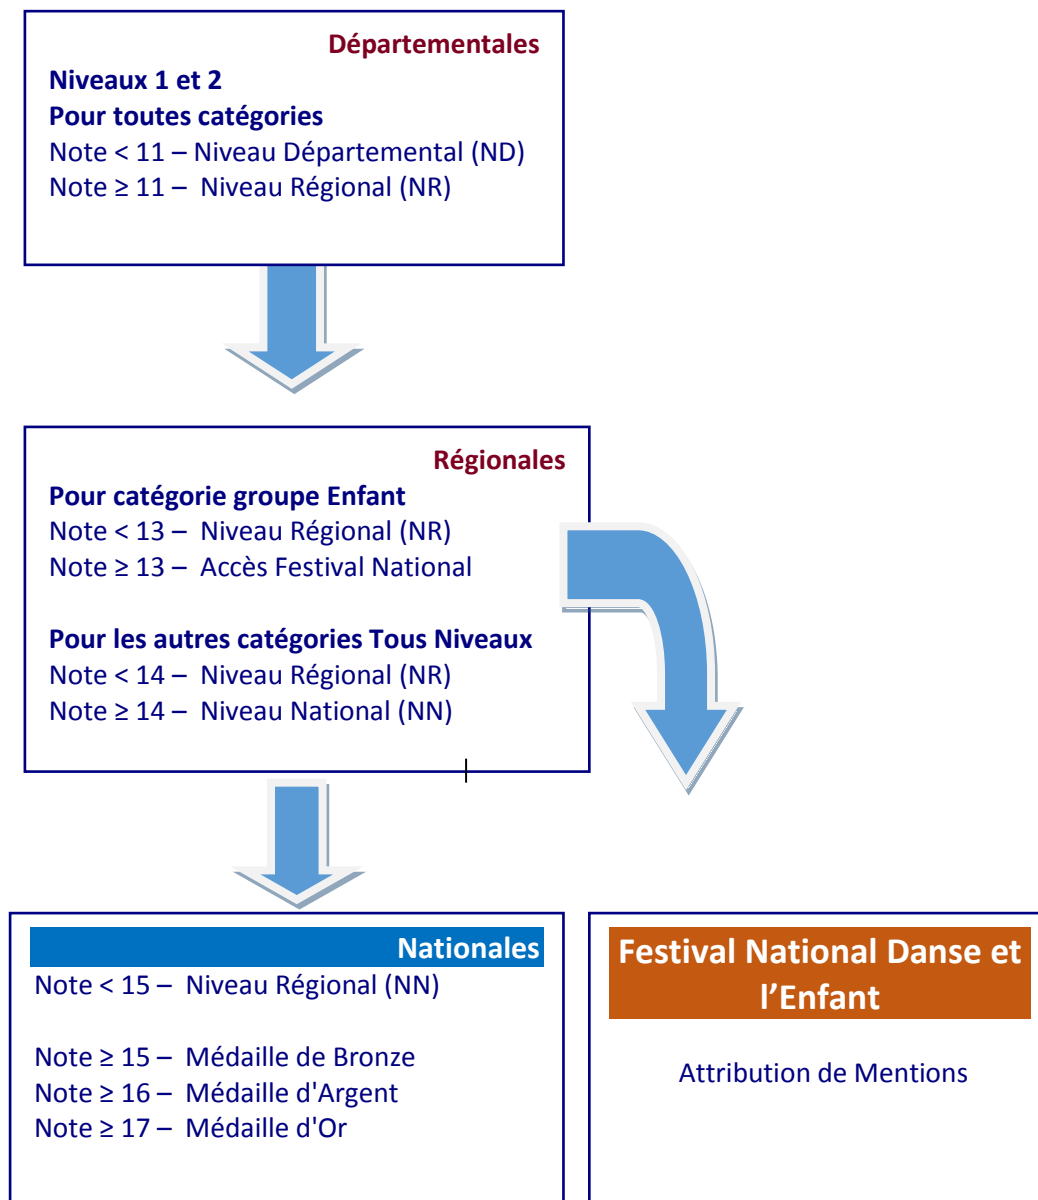 Départementales
Niveaux 1 et 2
Pour toutes catégories
Note < 11 – Niveau Départemental (ND)
Note ≥ 11 – Niveau Régional (NR)
Régionales
Pour catégorie groupe Enfant
Note < 13 – Niveau Régional (NR)
Note ≥ 13 – Accès Festival National
Pour les autres catégories Tous Niveaux
Note < 14 – Niveau Régional (NR)
Note ≥ 14 – Niveau National (NN)
Nationales
Note < 15 – Niveau Régional (NN)
Note ≥ 15 – Médaille de Bronze
Note ≥ 16 – Médaille d'Argent
Note ≥ 17 – Médaille d'Or
Festival National Danse et
l’Enfant
Attribution de Mentions